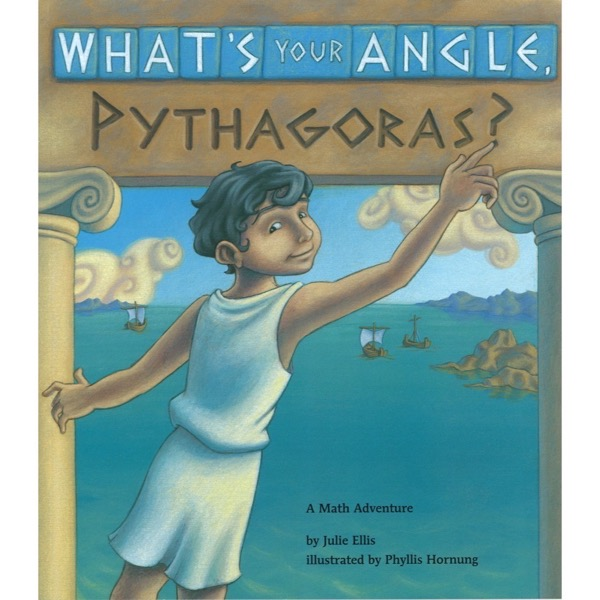 WHAT'S YOUR ANGLE,
PYTHAGORAS?
A Math Adventure
by Julie Ellis
illustrated by Phyllis Hornung